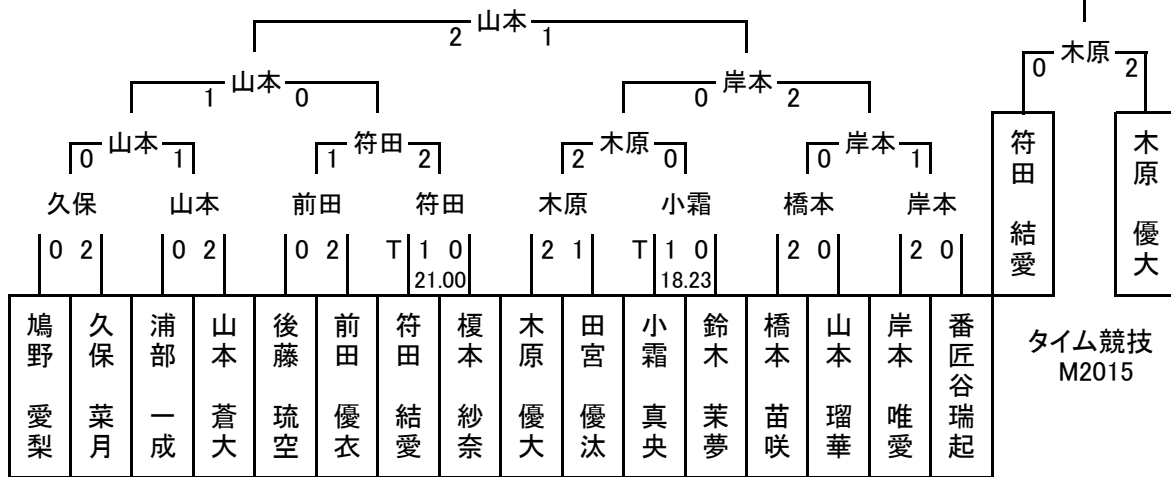 2 山本 1
0 木原 2
1 山本 0
0 岸本 2
0 山本 1
1 符田 2
2 木原 0
0 岸本 1
久保 山本 前田 符田 木原 小霜 橋本 岸本
0 2 0 2 0 2 T 1 0 2 1 T 1 0 2 0 2 0
21.00 18.23
鳩野 愛梨
久保 菜月
浦部 一成
山本 蒼大
後藤 琉空
前田 優衣
符田 結愛
榎本 紗奈
木原 優大
田宮 優汰
小霜 真央
鈴木 茉夢
橋本 苗咲
山本 瑠華
岸本 唯愛
番匠谷瑞起
符田 結愛
木原 優大
タイム競技
M2015